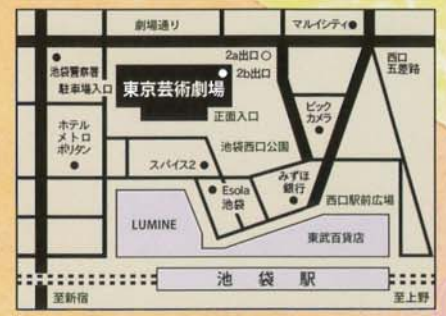 劇場通り
マルイシティ
2a出口
2b出口
西口
五差路
池袋警察署
駐車場入口
東京芸術劇場
正面入口
ビック
カメラ
ホテル
メトロ
ポリタン
池袋西口公園
スパイス2
みずほ
銀行
Esola
池袋
西口駅前広場
LUMINE
東武百貨店
池袋駅
至新宿
至上野